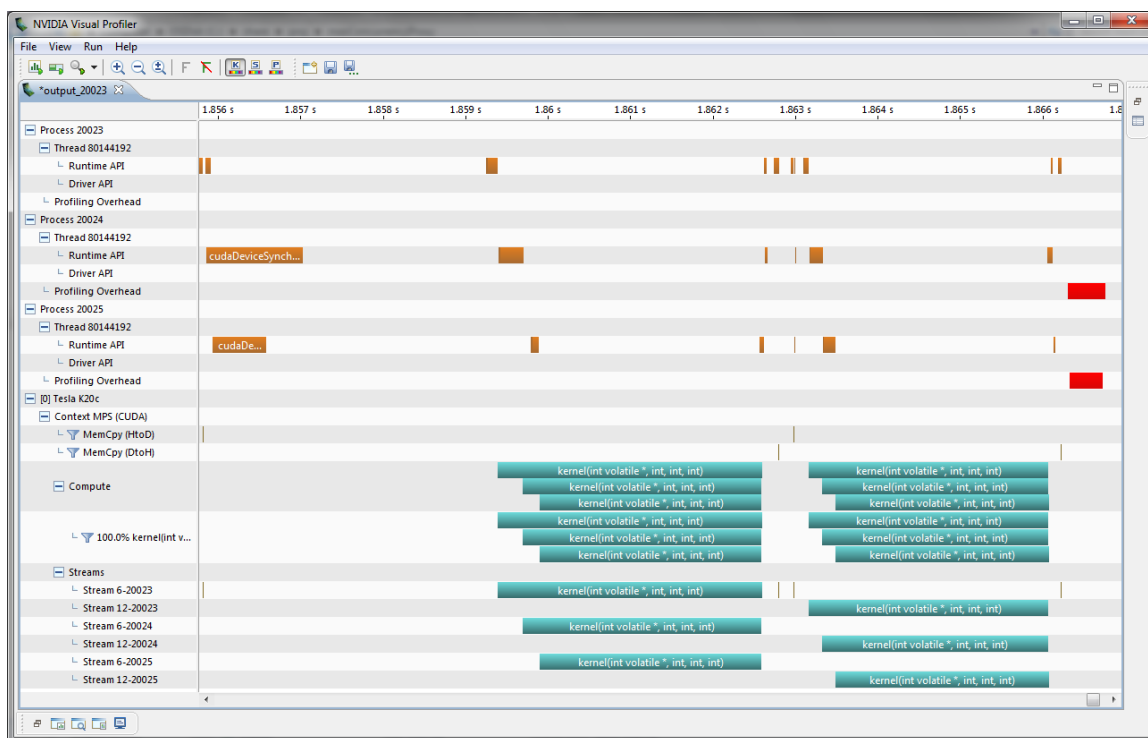 NVIDIA Visual Profiler
File View Run Help
*output_20023
1.856 s 1.857 s 1.858 s 1.859 s 1.86 s 1.861 s 1.862 s 1.863 s 1.864 s 1.865 s 1.866 s 1.8
Process 20023
Thread 80144192
Runtime API
Driver API
Profiling Overhead
Process 20024
Thread 80144192
Runtime API cudaDeviceSynch...
Driver API
Profiling Overhead
Process 20025
Thread 80144192
Runtime API cudaDe...
Driver API
Profiling Overhead
[0] Tesla K20c
Context MPS (CUDA)
MemCpy (HtoD)
MemCpy (DtoH)
kernel(int volatile *, int, int, int) kernel(int volatile *, int, int, int)
Compute kernel(int volatile *, int, int, int) kernel(int volatile *, int, int, int)
kernel(int volatile *, int, int, int) kernel(int volatile *, int, int, int)
kernel(int volatile *, int, int, int) kernel(int volatile *, int, int, int)
100.0% kernel(int v... kernel(int volatile *, int, int, int) kernel(int volatile *, int, int, int)
kernel(int volatile *, int, int, int) kernel(int volatile *, int, int, int)
Streams
Stream 6-20023 kernel(int volatile *, int, int, int)
Stream 12-20023 kernel(int volatile *, int, int, int)
Stream 6-20024 kernel(int volatile *, int, int, int)
Stream 12-20024 kernel(int volatile *, int, int, int)
Stream 6-20025 kernel(int volatile *, int, int, int)
Stream 12-20025 kernel(int volatile *, int, int, int)